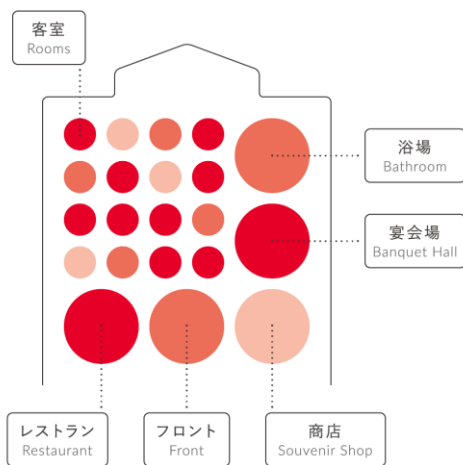 客室
Rooms
浴場
Bathroom
宴会場
Banquet Hall
レストラン
Restaurant
フロント
Front
商店
Souvenir Shop